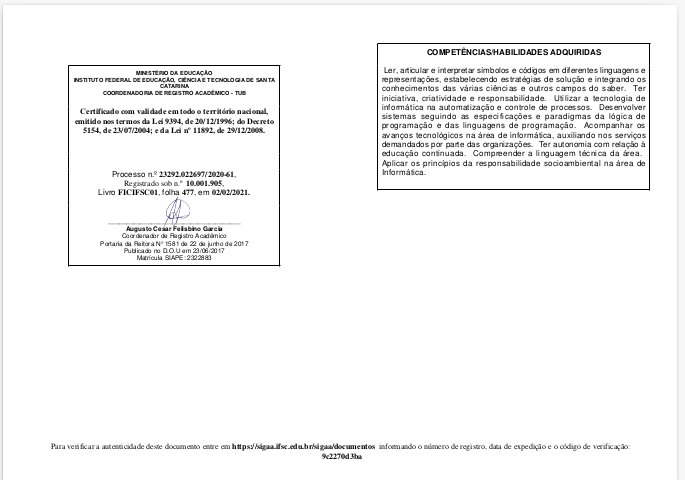 MINISTÉRIO DA EDUCAÇÃO
INSTITUTO FEDERAL DE EDUCAÇÃO, CIÊNCIA E TECNOLOGIA DE SANTA
CATARINA
COORDENADORIA DE REGISTRO ACADÊMICO - TUB
Certificado com validade em todo o território nacional,
emitido nos termos da Lei 9394, de 20/12/1996; do Decreto
5154, de 23/07/2004; e da Lei nº 11892, de 29/12/2008.
Processo n.º 23292.022697/2020-61,
Registrado sob n.º 10.001.905,
Livro FICIFSC01, folha 477, em 02/02/2021.
Augusto Cesar Felisbino Garcia
Coordenador de Registro Acadêmico
Portaria da Reitora N° 1581 de 22 de junho de 2017
Publicado no D.O.U em 23/06/2017
Matrícula SIAPE: 2322883
COMPETÊNCIAS/HABILIDADES ADQUIRIDAS
Ler, articular e interpretar símbolos e códigos em diferentes linguagens e
representações, estabelecendo estratégias de solução e integrando os
conhecimentos das várias ciências e outros campos do saber. Ter
iniciativa, criatividade e responsabilidade. Utilizar a tecnologia de
informática na automatização e controle de processos. Desenvolver
sistemas seguindo as especificações e paradigmas da lógica de
programação e das linguagens de programação. Acompanhar os
avanços tecnológicos na área de informática, auxiliando nos serviços
demandados por parte das organizações. Ter autonomia com relação à
educação continuada. Compreender a linguagem técnica da área.
Aplicar os princípios da responsabilidade socioambiental na área de
Informática.
Para verificar a autenticidade deste documento entre em https://sigaa.ifsc.edu.br/sigaa/documentos informando o número de registro, data de expedição e o código de verificação:
9c2270d3ba